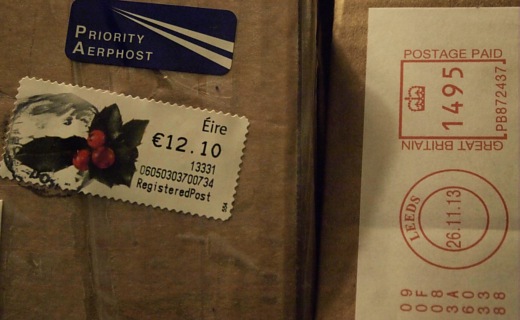 PRIORITY
AERPHOST
Éire
€12.10
13331
06050303700734
RegisteredPost
POSTAGE PAID
1495
PB872437
GREAT BRITAIN
LEEDS
26.11.13